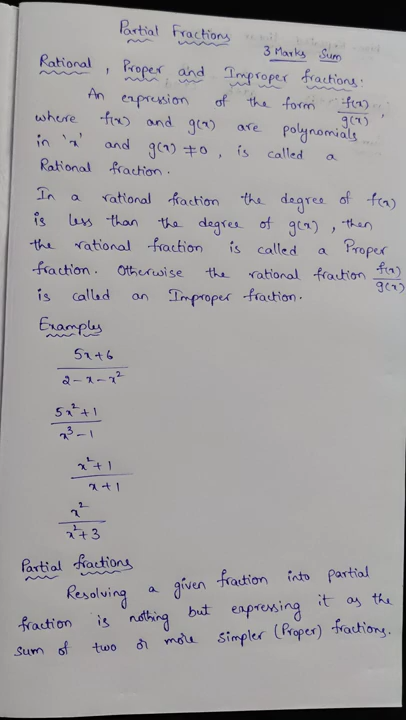 Partial Fractions
3 Marks Sum
Rational, Proper and Improper fractions.
An expression of the form f(x)/g(x),
where f(x) and g(x) are polynomials
in 'x' and g(x) ≠ 0, is called a
Rational fraction.
In a rational fraction the degree of f(x)
is less than the degree of g(x), then
the rational fraction is called a Proper
fraction. Otherwise the rational fraction f(x)/g(x)
is called an Improper fraction.
Examples
5x+6
2-x-x²
5x²+1
x³-1
x²+1
x+1
x²
x²+3
Partial fractions
Resolving a given fraction into partial
fraction is nothing but expressing it as the
sum of two or more simpler (Proper) fractions.